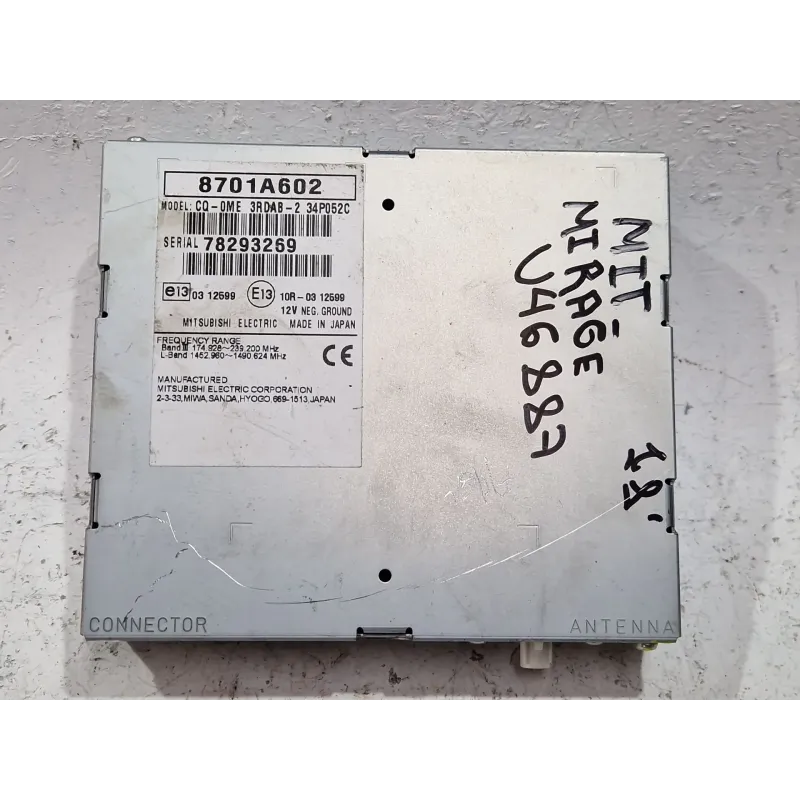 8701A602
MODEL: CQ-0ME 3RDAB-2 34P052C
SERIAL 78293269
e13 03 12599 E13 10R-03 12599
12V NEG. GROUND
MITSUBISHI ELECTRIC MADE IN JAPAN
FREQUENCY RANGE
Band III 174.928~239.200 MHz
L-Band 1452.960~1490.624 MHz
CE
MANUFACTURED
MITSUBISHI ELECTRIC CORPORATION
2-3-33, MIWA, SANDA, HYOGO, 669-1513, JAPAN
MIT
MIRAGE
U46887
12'
CONNECTOR
ANTENNA